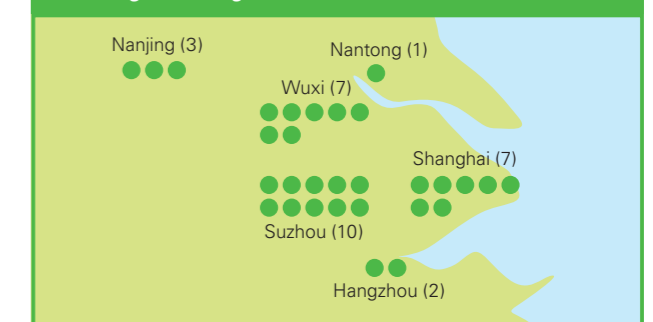 Nanjing (3)
Nantong (1)
Wuxi (7)
Shanghai (7)
Suzhou (10)
Hangzhou (2)